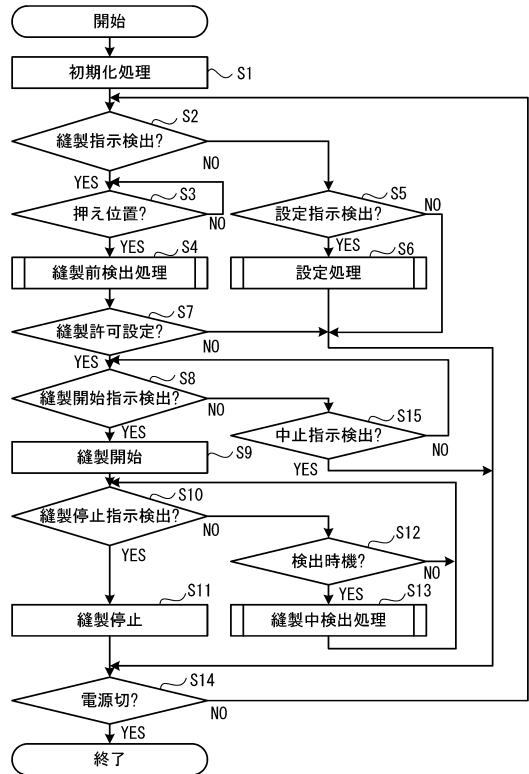 開始
初期化処理 S1
縫製指示検出? S2
NO
YES
押え位置? S3
NO
YES
設定指示検出? S5
NO
YES
縫製前検出処理 S4
設定処理 S6
縫製許可設定? S7
NO
YES
縫製開始指示検出? S8
NO
YES
中止指示検出? S15
NO
YES
縫製開始 S9
縫製停止指示検出? S10
NO
YES
検出時機? S12
NO
YES
縫製停止 S11
縫製中検出処理 S13
電源切? S14
NO
YES
終了